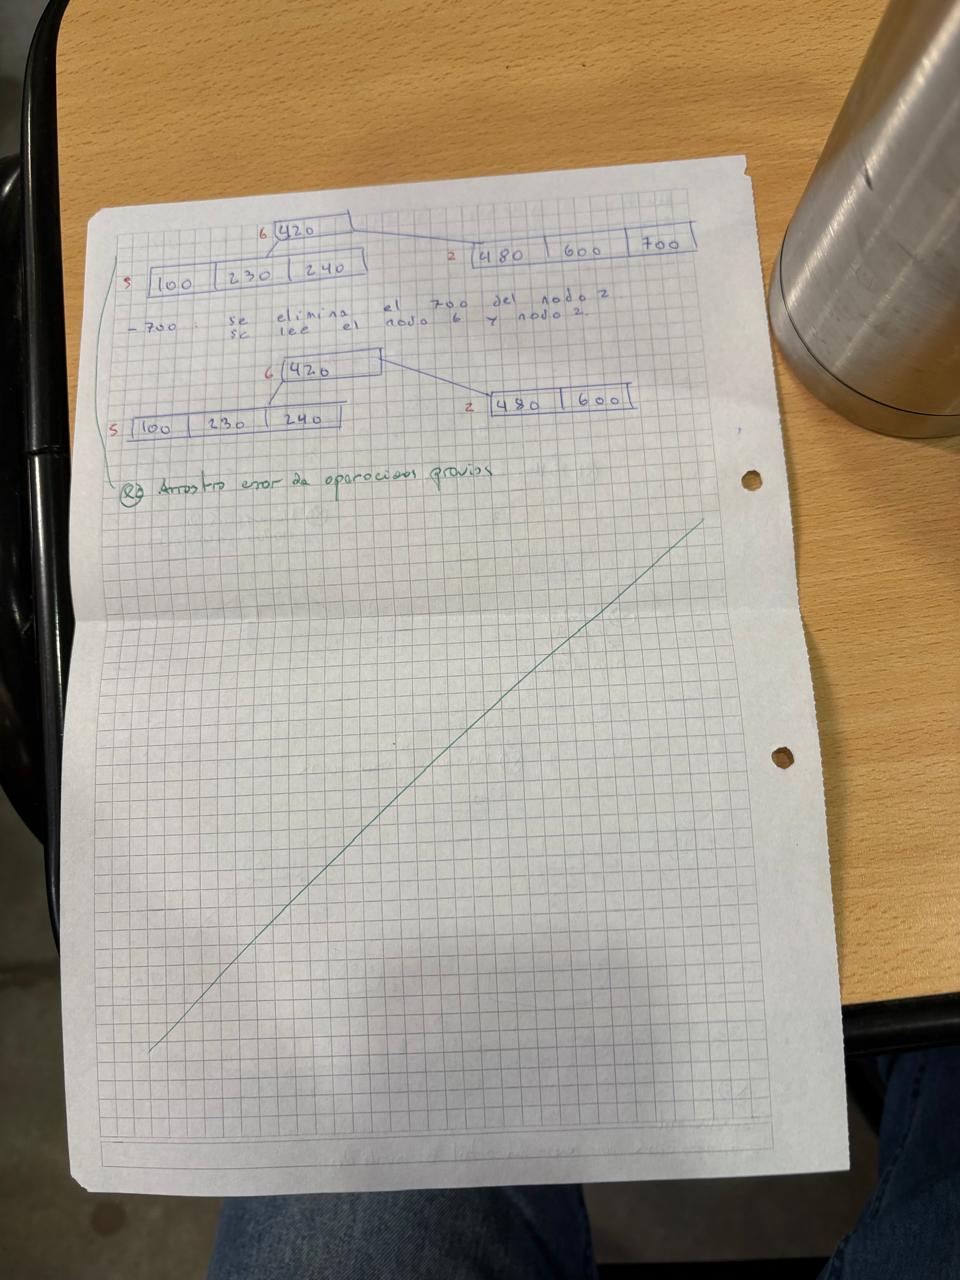 6 420
5 100 230 240 2 480 600 700
- 700 : se elimina el 700 del nodo 2.
se lee el nodo 6 y nodo 2.
6 420
5 100 230 240 2 480 600
Arrastra error de operaciones previas